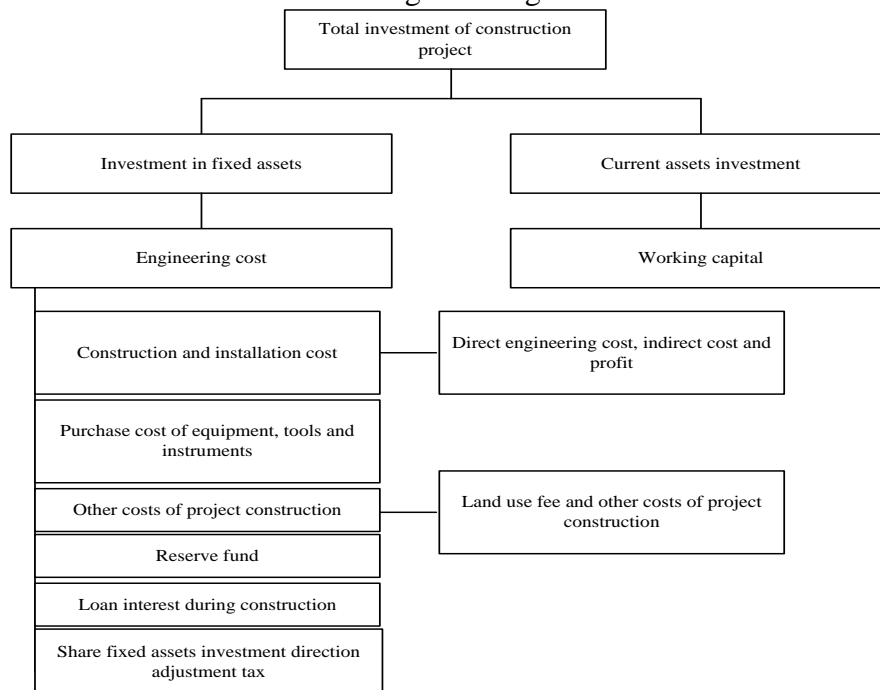 Total investment of construction
project
Investment in fixed assets
Current assets investment
Engineering cost
Working capital
Construction and installation cost
Direct engineering cost, indirect cost and
profit
Purchase cost of equipment, tools and
instruments
Other costs of project construction
Land use fee and other costs of project
construction
Reserve fund
Loan interest during construction
Share fixed assets investment direction
adjustment tax